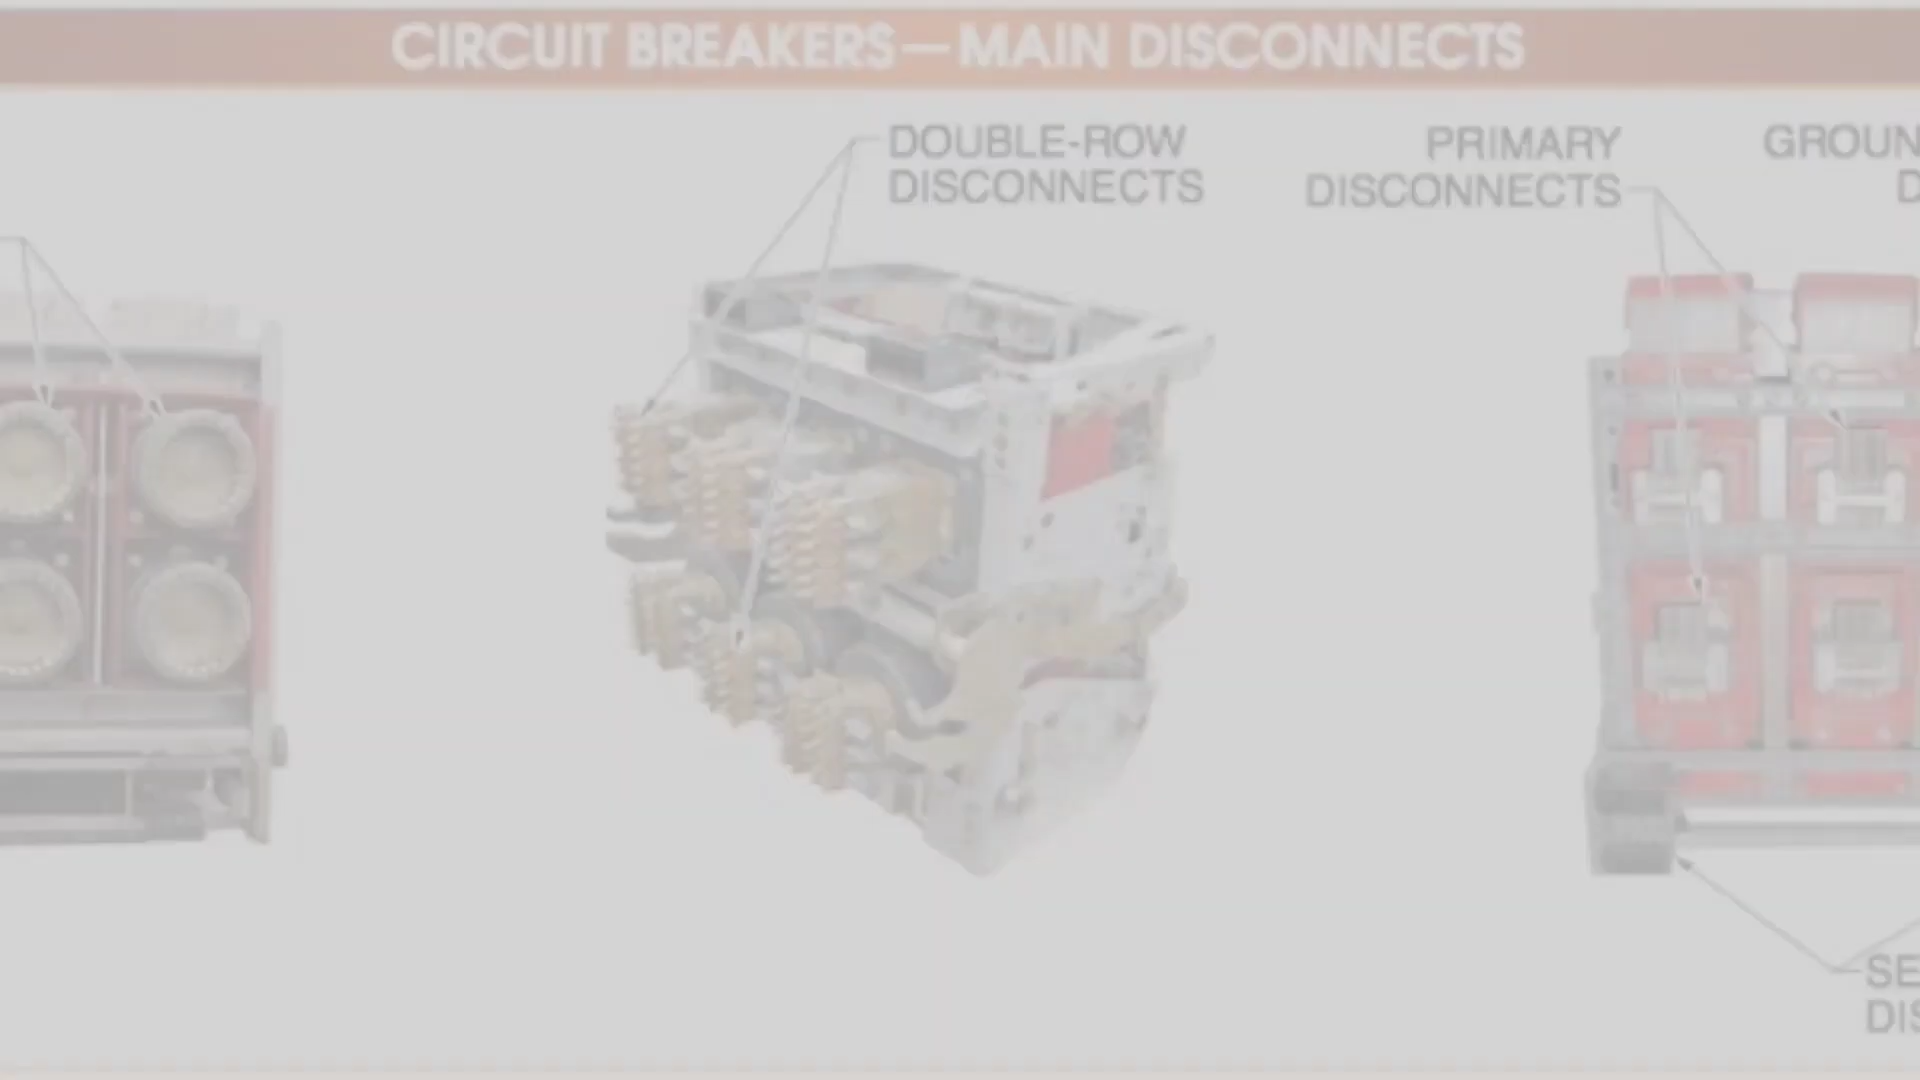 CIRCUIT BREAKERS—MAIN DISCONNECTS
DOUBLE-ROW
DISCONNECTS
PRIMARY
DISCONNECTS